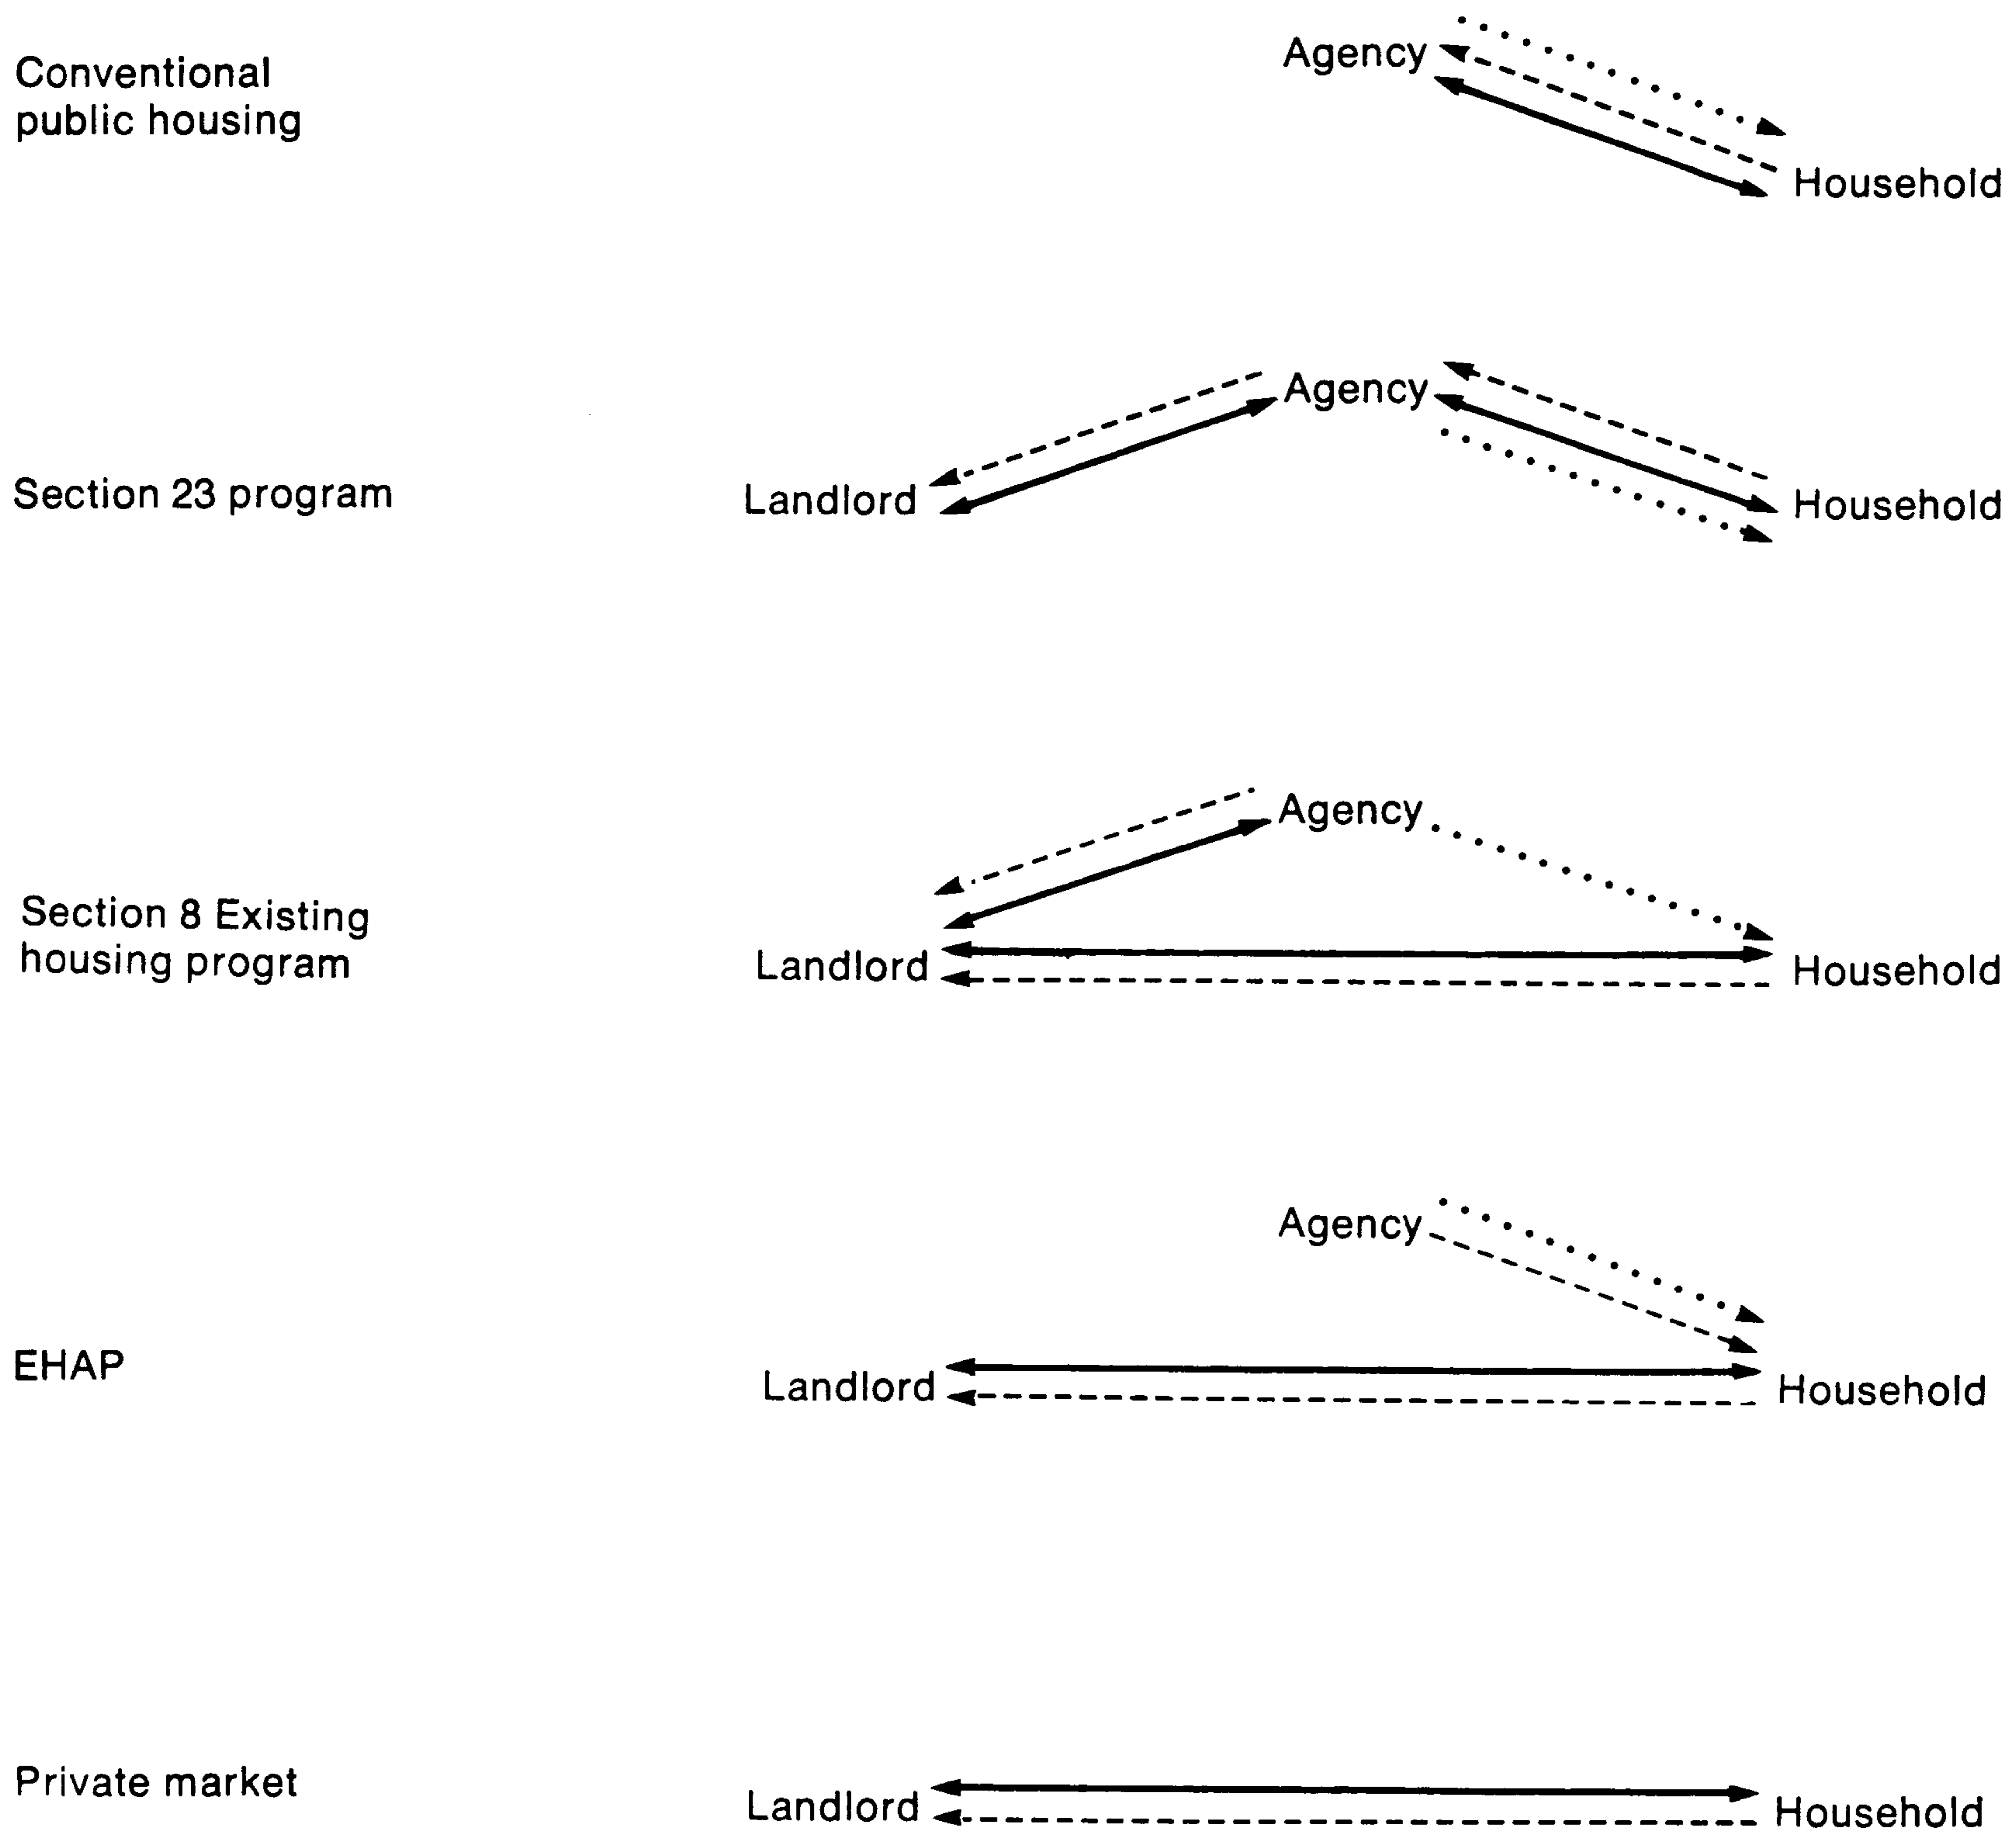 Conventional
public housing
Agency
Household
Section 23 program
Landlord
Agency
Household
Section 8 Existing
housing program
Landlord
Agency
Household
EHAP
Landlord
Agency
Household
Private market
Landlord
Household